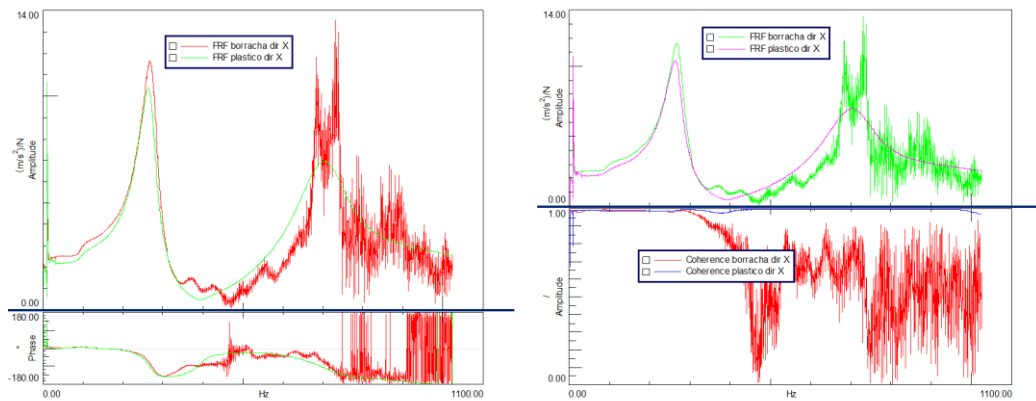 14.00
FRF borracha dir X
FRF plastico dir X
(m/s²)/N
Amplitude
0.00
180.00
°
Phase
-180.00
0.00
Hz
1100.00
14.00
FRF borracha dir X
FRF plastico dir X
(m/s²)/N
Amplitude
0.00
1.00
Coherence borracha dir X
Coherence plastico dir X
/
Amplitude
0.00
0.00
Hz
1100.00